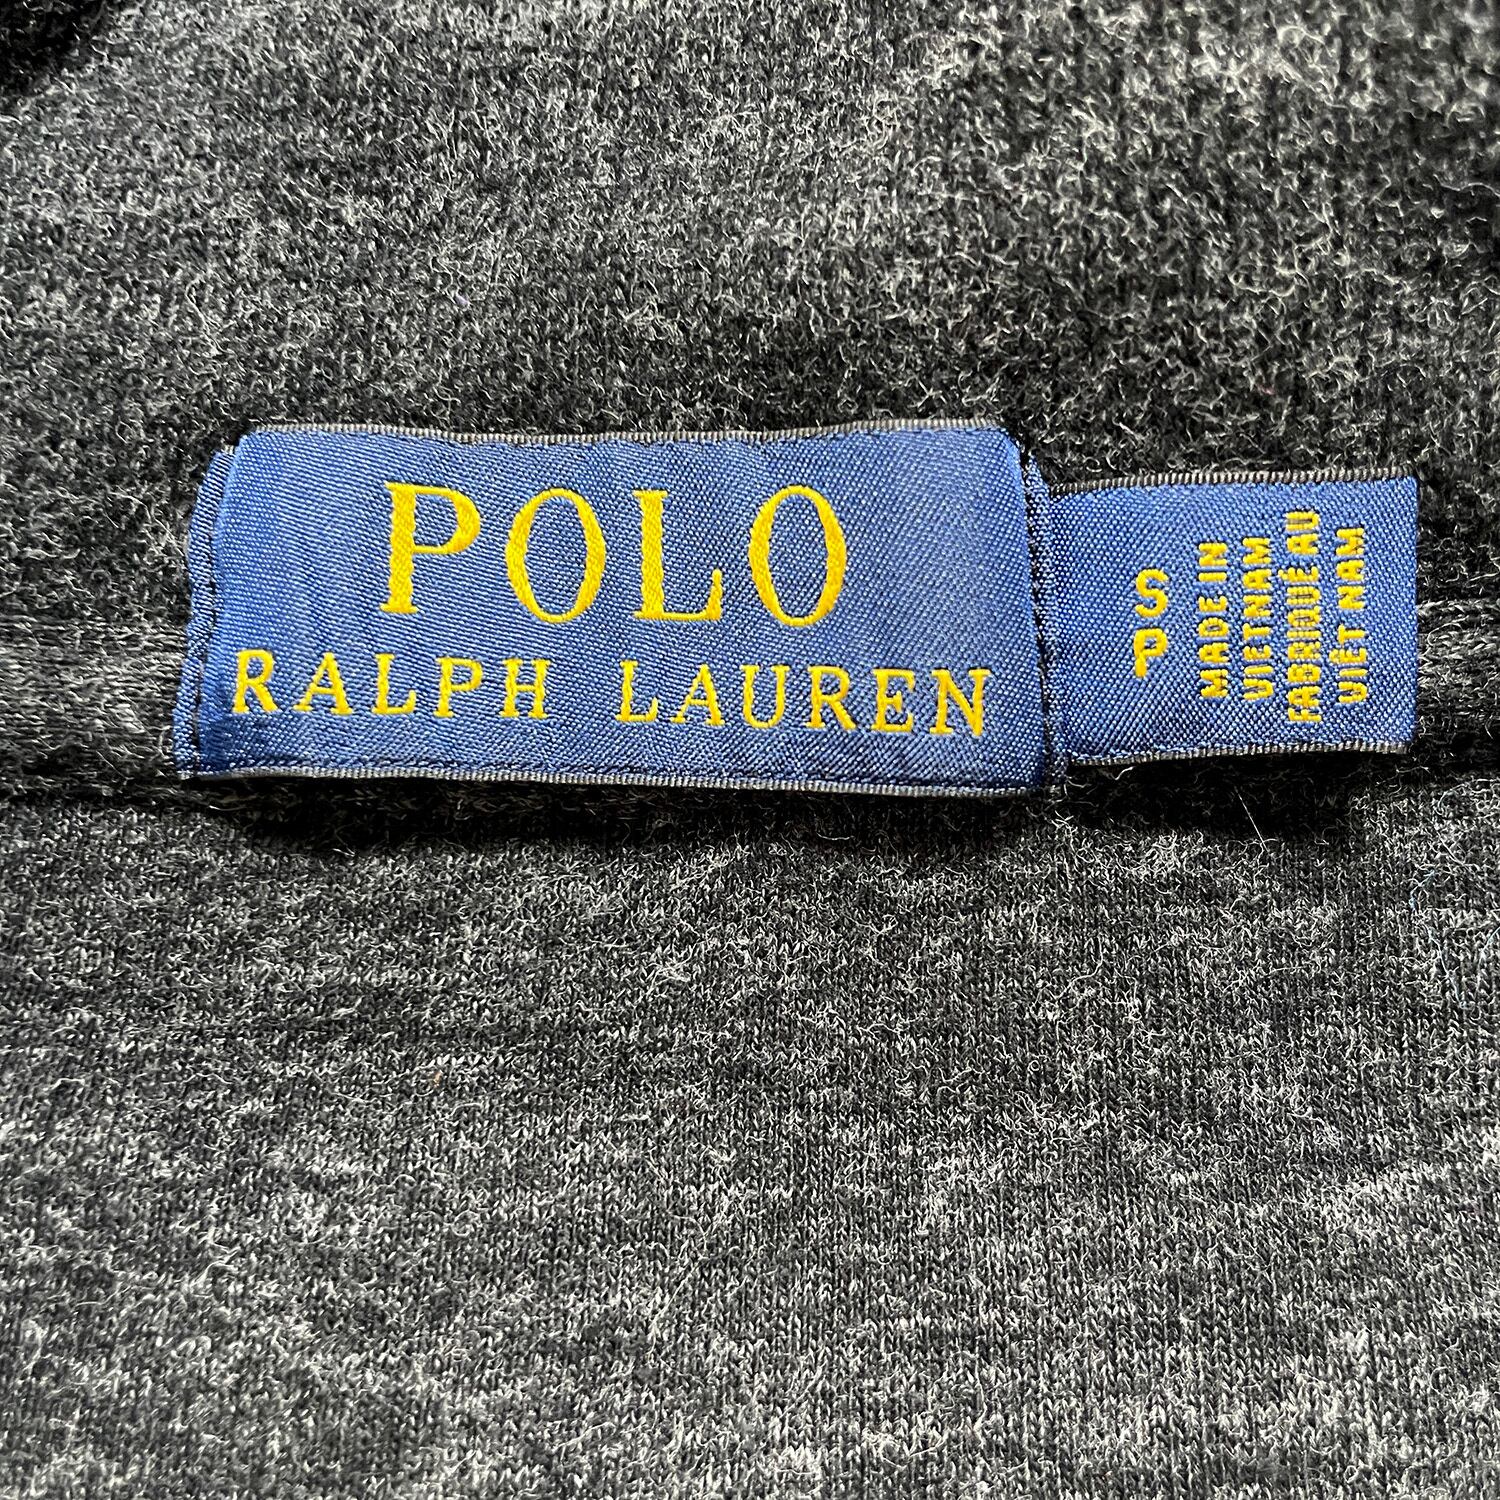 POLO
RALPH LAUREN
S
P
MADE IN
VIETNAM
FABRIQUÉ AU
VIÊT NAM